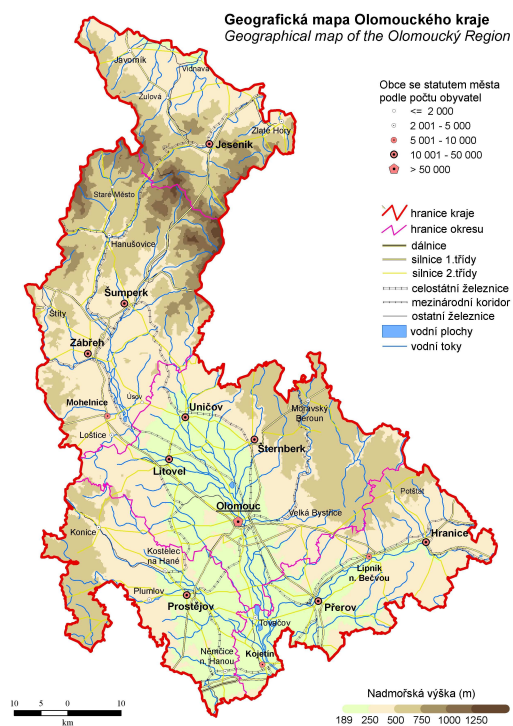 Geografická mapa Olomouckého kraje
Geographical map of the Olomoucký Region
Obce se statutem města
podle počtu obyvatel
<= 2 000
2 001 - 5 000
5 001 - 10 000
10 001 - 50 000
> 50 000
hranice kraje
hranice okresu
dálnice
silnice 1.třídy
silnice 2.třídy
celostátní železnice
mezinárodní koridor
ostatní železnice
vodní plochy
vodní toky
Javorník
Vidnava
Žulová
Zlaté Hory
Jeseník
Staré Město
Hanušovice
Šumperk
Štíty
Zábřeh
Mohelnice
Úsov
Uničov
Moravský
Beroun
Loštice
Šternberk
Litovel
Potštát
Olomouc
Velká Bystřice
Konice
Hranice
Kostelec
na Hané
Lipník
n. Bečvou
Plumlov
Prostějov
Přerov
Tovačov
Němčice
n. Hanou
Kojetín
10 5 0 10
km
Nadmořská výška (m)
189 250 500 750 1000 1250